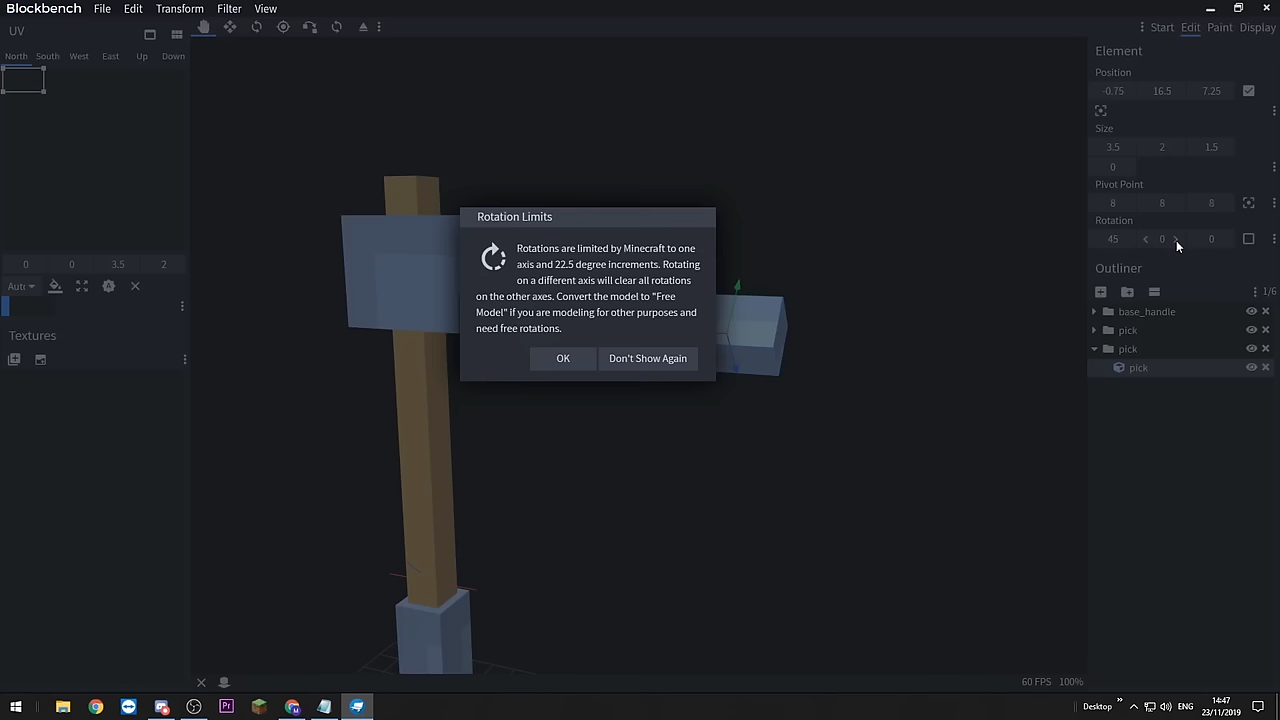 Blockbench File Edit Transform Filter View
Start Edit Paint Display
UV
North South West East Up Down
0 0 3.5 2
Auto
Textures
Rotation Limits
Rotations are limited by Minecraft to one
axis and 22.5 degree increments. Rotating
on a different axis will clear all rotations
on the other axes. Convert the model to "Free
Model" if you are modeling for other purposes and
need free rotations.
OK Don't Show Again
Element
Position
-0.75 16.5 7.25
Size
3.5 2 1.5
0
Pivot Point
8 8 8
Rotation
45 0 0
Outliner
1/6
base_handle
pick
pick
pick
60 FPS 100%
Pr
Desktop
ENG
14:47
23/11/2019